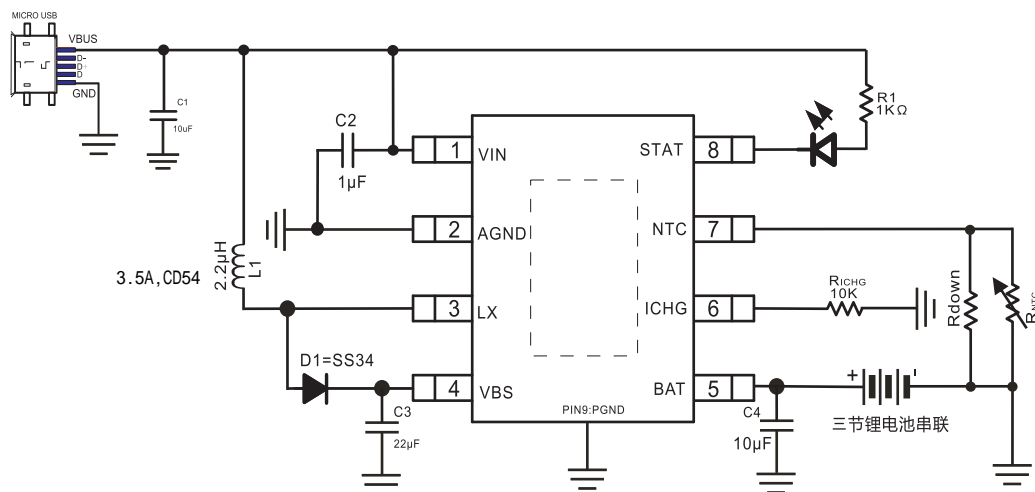 MICRO USB
VBUS
D-
D+
D
GND
C1
10uF
C2
1µF
R1
1KΩ
1 VIN
STAT 8
2 AGND
NTC 7
3.5A,CD54
2.2µH
L1
3 LX
ICHG 6
RICHG
10K
Rdown
RNTC
D1=SS34
4 VBS
BAT 5
+
-
C3
22µF
PIN9:PGND
C4
10µF
三节锂电池串联